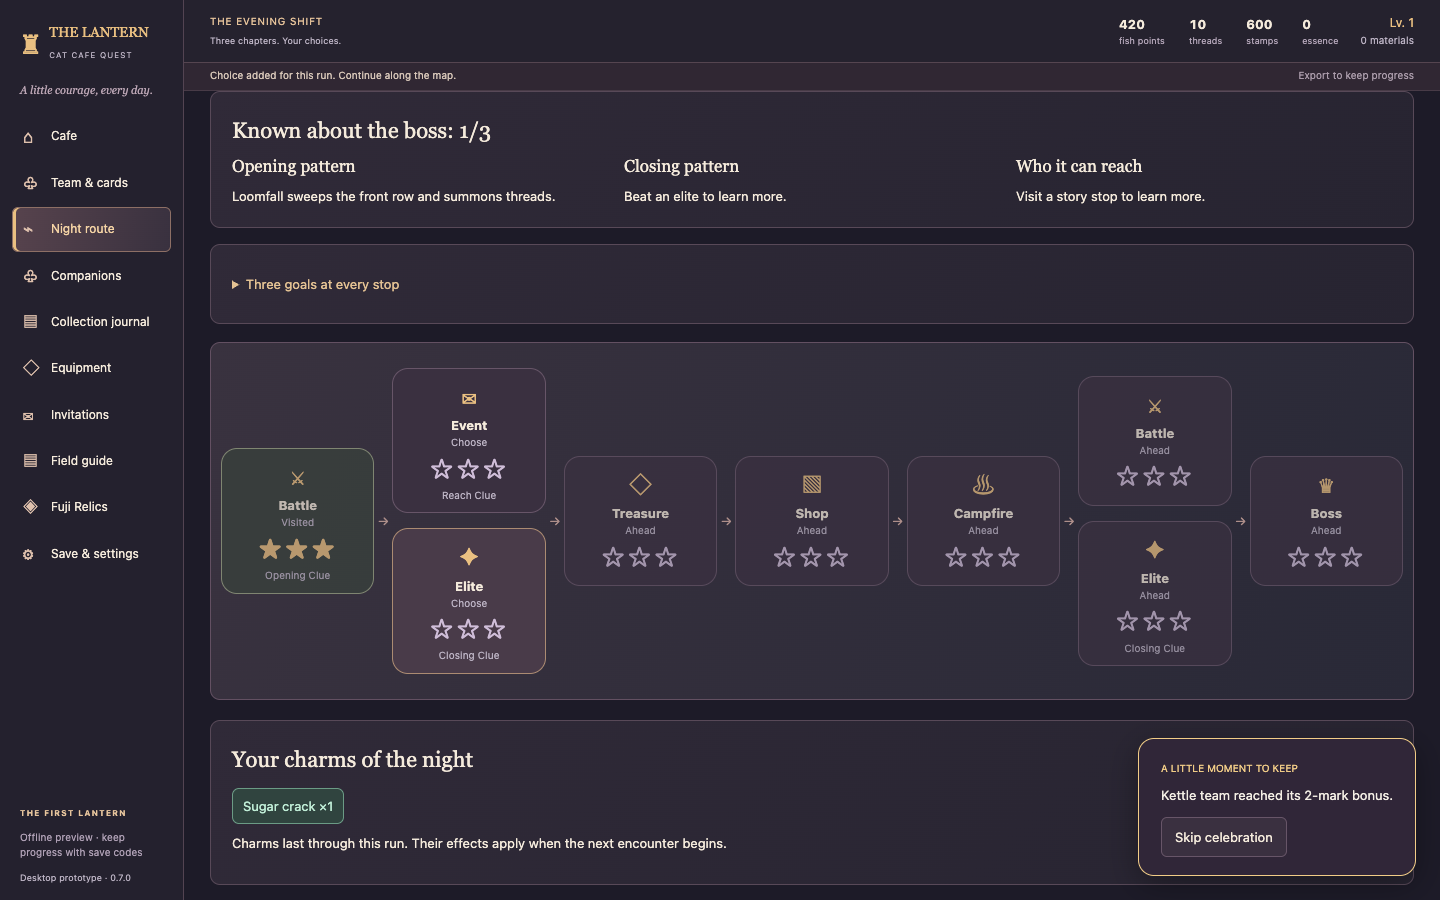 THE LANTERN
CAT CAFE QUEST
A little courage, every day.
Cafe
Team & cards
Night route
Companions
Collection journal
Equipment
Invitations
Field guide
Fuji Relics
Save & settings
THE FIRST LANTERN
Offline preview · keep
progress with save codes
Desktop prototype · 0.7.0
THE EVENING SHIFT
Three chapters. Your choices.
420
fish points
10
threads
600
stamps
0
essence
Lv. 1
0 materials
Choice added for this run. Continue along the map.
Export to keep progress
Known about the boss: 1/3
Opening pattern
Loomfall sweeps the front row and summons threads.
Closing pattern
Beat an elite to learn more.
Who it can reach
Visit a story stop to learn more.
Three goals at every stop
Battle
Visited
Opening Clue
Event
Choose
Reach Clue
Elite
Choose
Closing Clue
Treasure
Ahead
Shop
Ahead
Campfire
Ahead
Battle
Ahead
Elite
Ahead
Closing Clue
Boss
Ahead
Your charms of the night
Sugar crack ×1
Charms last through this run. Their effects apply when the next encounter begins.
A LITTLE MOMENT TO KEEP
Kettle team reached its 2-mark bonus.
Skip celebration